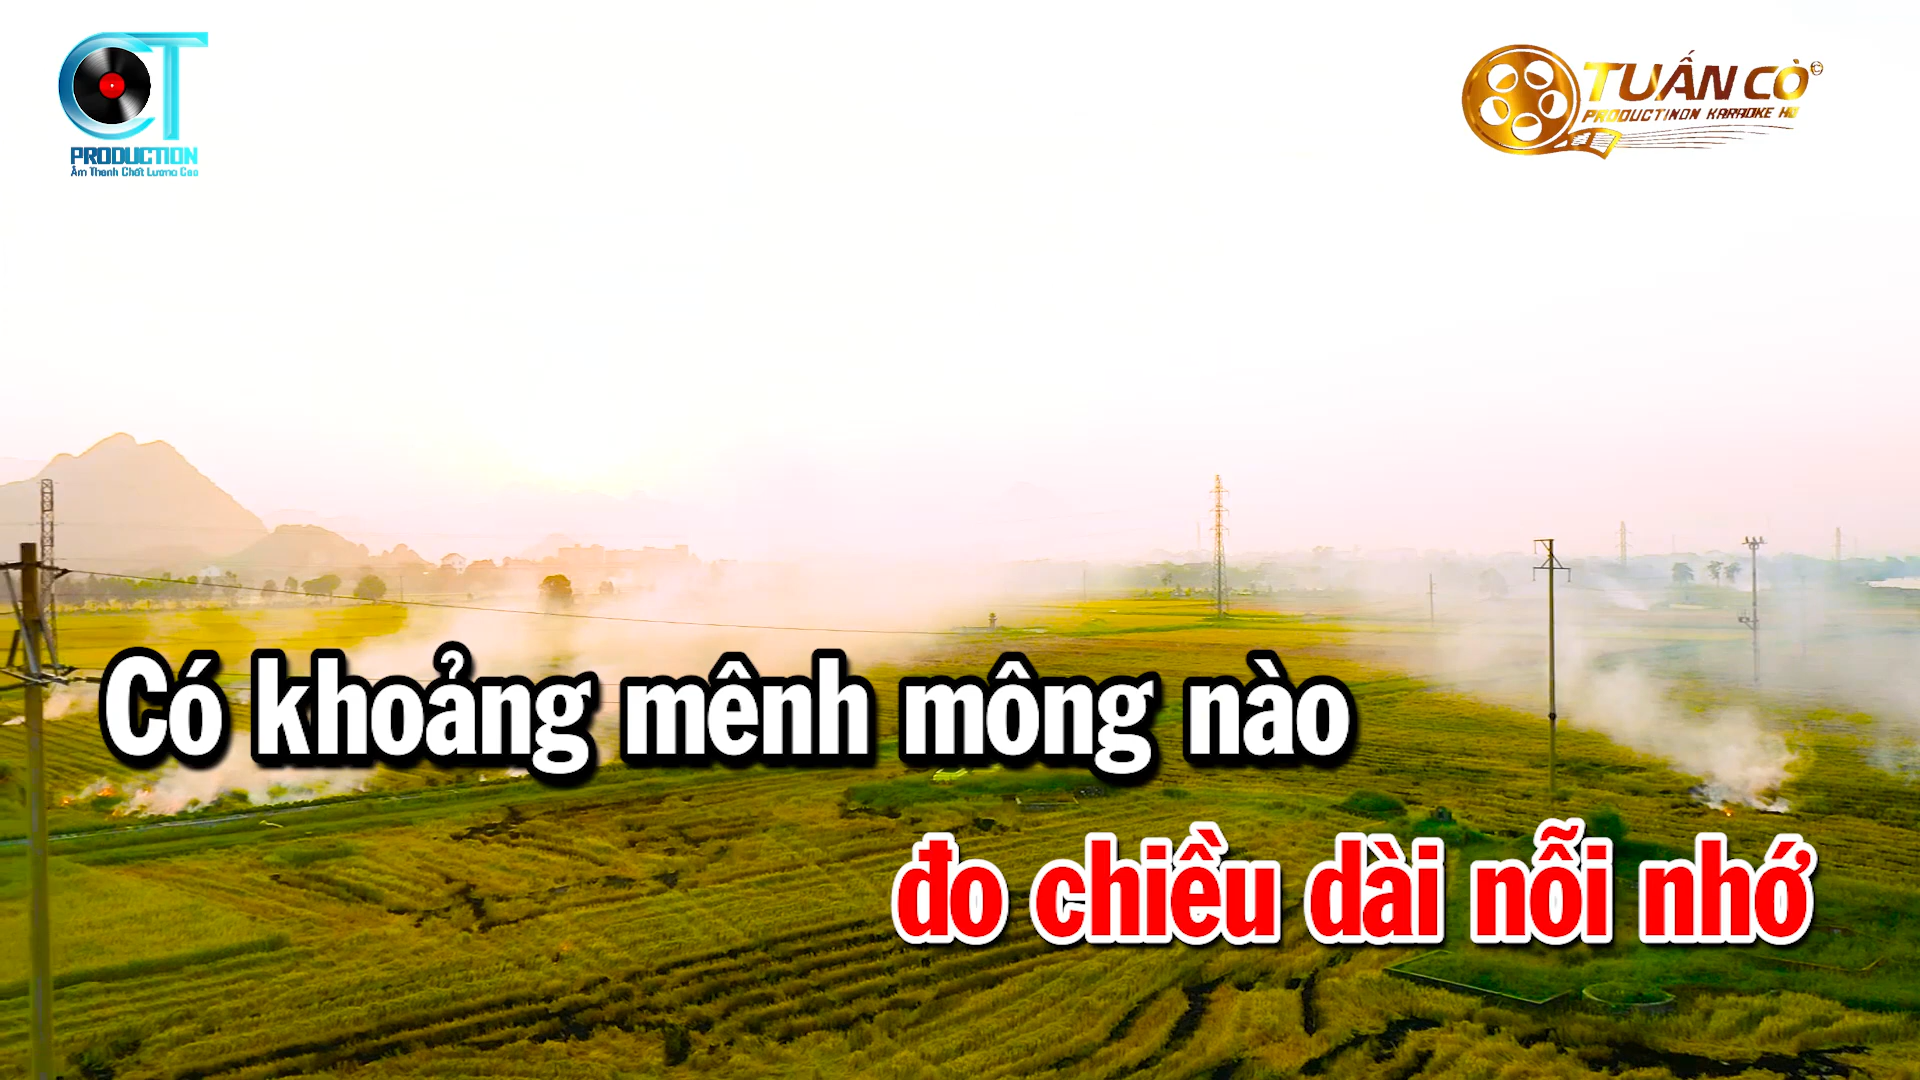 CT
PRODUCTION
Âm Thanh Chất Lượng Cao
TUẤN CÒ
©
PRODUCTINON KARAOKE
Có khoảng mênh mông nào
đo chiều dài nỗi nhớ